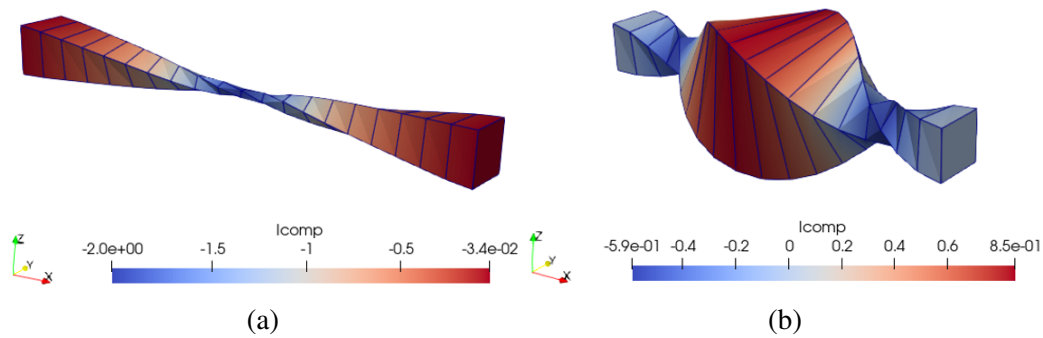 Icomp
-2.0e+00 -1.5 -1 -0.5 -3.4e-02
Z
Y
X
(a)
Icomp
-5.9e-01 -0.4 -0.2 0 0.2 0.4 0.6 8.5e-01
Z
Y
X
(b)